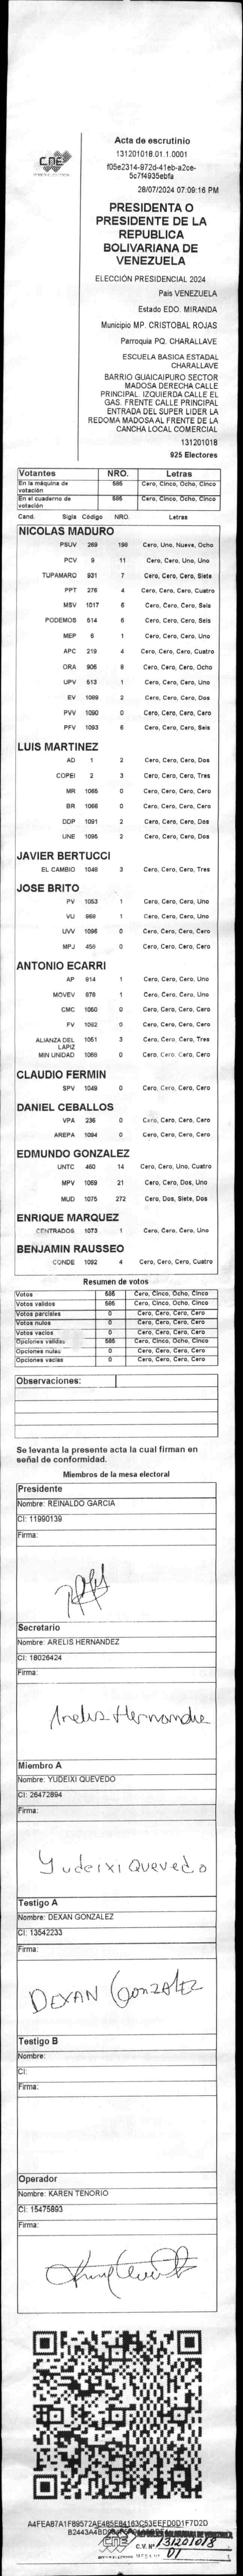 CNE
Acta de escrutinio
131201018.01.1.0001
f05e2314-972d-41eb-a2ce-
5c7f4935ebfa
28/07/2024 07:09:16 PM
PRESIDENTA O
PRESIDENTE DE LA
REPUBLICA
BOLIVARIANA DE
VENEZUELA
ELECCIÓN PRESIDENCIAL 2024
País VENEZUELA
Estado EDO. MIRANDA
Municipio MP. CRISTOBAL ROJAS
Parroquia PQ. CHARALLAVE
ESCUELA BASICA ESTADAL
CHARALLAVE
BARRIO GUAICAIPURO SECTOR
MADOSA DERECHA CALLE
PRINCIPAL. IZQUIERDA CALLE EL
GAS. FRENTE CALLE PRINCIPAL
ENTRADA DEL SUPER LIDER LA
REDOMA MADOSA AL FRENTE DE LA
CANCHA LOCAL COMERCIAL
131201018
925 Electores
Votantes NRO. Letras
En la máquina de votación 585 Cero, Cinco, Ocho, Cinco
En el cuaderno de votación 585 Cero, Cinco, Ocho, Cinco
Cand. Sigla Código NRO. Letras
NICOLAS MADURO
PSUV 269 198 Cero, Uno, Nueve, Ocho
PCV 9 11 Cero, Cero, Uno, Uno
TUPAMARO 931 7 Cero, Cero, Cero, Siete
PPT 276 4 Cero, Cero, Cero, Cuatro
MSV 1017 6 Cero, Cero, Cero, Seis
PODEMOS 514 6 Cero, Cero, Cero, Seis
MEP 6 1 Cero, Cero, Cero, Uno
APC 219 4 Cero, Cero, Cero, Cuatro
ORA 906 8 Cero, Cero, Cero, Ocho
UPV 513 1 Cero, Cero, Cero, Uno
EV 1089 2 Cero, Cero, Cero, Dos
PVV 1090 0 Cero, Cero, Cero, Cero
PFV 1093 6 Cero, Cero, Cero, Seis
LUIS MARTINEZ
AD 1 2 Cero, Cero, Cero, Dos
COPEI 2 3 Cero, Cero, Cero, Tres
MR 1065 0 Cero, Cero, Cero, Cero
BR 1066 0 Cero, Cero, Cero, Cero
DDP 1091 2 Cero, Cero, Cero, Dos
UNE 1095 2 Cero, Cero, Cero, Dos
JAVIER BERTUCCI
EL CAMBIO 1048 3 Cero, Cero, Cero, Tres
JOSE BRITO
PV 1053 1 Cero, Cero, Cero, Uno
VU 968 1 Cero, Cero, Cero, Uno
UVV 1096 0 Cero, Cero, Cero, Cero
MPJ 458 0 Cero, Cero, Cero, Cero
ANTONIO ECARRI
AP 914 1 Cero, Cero, Cero, Uno
MOVEV 978 1 Cero, Cero, Cero, Uno
CMC 1050 0 Cero, Cero, Cero, Cero
FV 1052 0 Cero, Cero, Cero, Cero
ALIANZA DEL LAPIZ 1051 3 Cero, Cero, Cero, Tres
MIN UNIDAD 1069 0 Cero, Cero, Cero, Cero
CLAUDIO FERMIN
SPV 1049 0 Cero, Cero, Cero, Cero
DANIEL CEBALLOS
VPA 236 0 Cero, Cero, Cero, Cero
AREPA 1094 0 Cero, Cero, Cero, Cero
EDMUNDO GONZALEZ
UNTC 460 14 Cero, Cero, Uno, Cuatro
MPV 1069 21 Cero, Cero, Dos, Uno
MUD 1075 272 Cero, Dos, Siete, Dos
ENRIQUE MARQUEZ
CENTRADOS 1073 1 Cero, Cero, Cero, Uno
BENJAMIN RAUSSEO
CONDE 1092 4 Cero, Cero, Cero, Cuatro
Resumen de votos
Votos 585 Cero, Cinco, Ocho, Cinco
Votos validos 585 Cero, Cinco, Ocho, Cinco
Votos parciales 0 Cero, Cero, Cero, Cero
Votos nulos 0 Cero, Cero, Cero, Cero
Votos vacios 0 Cero, Cero, Cero, Cero
Opciones validas 585 Cero, Cinco, Ocho, Cinco
Opciones nulas 0 Cero, Cero, Cero, Cero
Opciones vacias 0 Cero, Cero, Cero, Cero
Observaciones:
Se levanta la presente acta la cual firman en
señal de conformidad.
Miembros de la mesa electoral
Presidente
Nombre: REINALDO GARCIA
CI: 11990139
Firma:
Secretario
Nombre: ARELIS HERNANDEZ
CI: 18026424
Firma:
Arelis Hernandez
Miembro A
Nombre: YUDEIXI QUEVEDO
CI: 26472894
Firma:
Yudeixi Quevedo
Testigo A
Nombre: DEXAN GONZALEZ
CI: 13542233
Firma:
DEXAN GONZALEZ
Testigo B
Nombre:
CI:
Firma:
Operador
Nombre: KAREN TENORIO
CI: 15475893
Firma:
CNE
C.V. Nº 131201018
MESA Nº 01